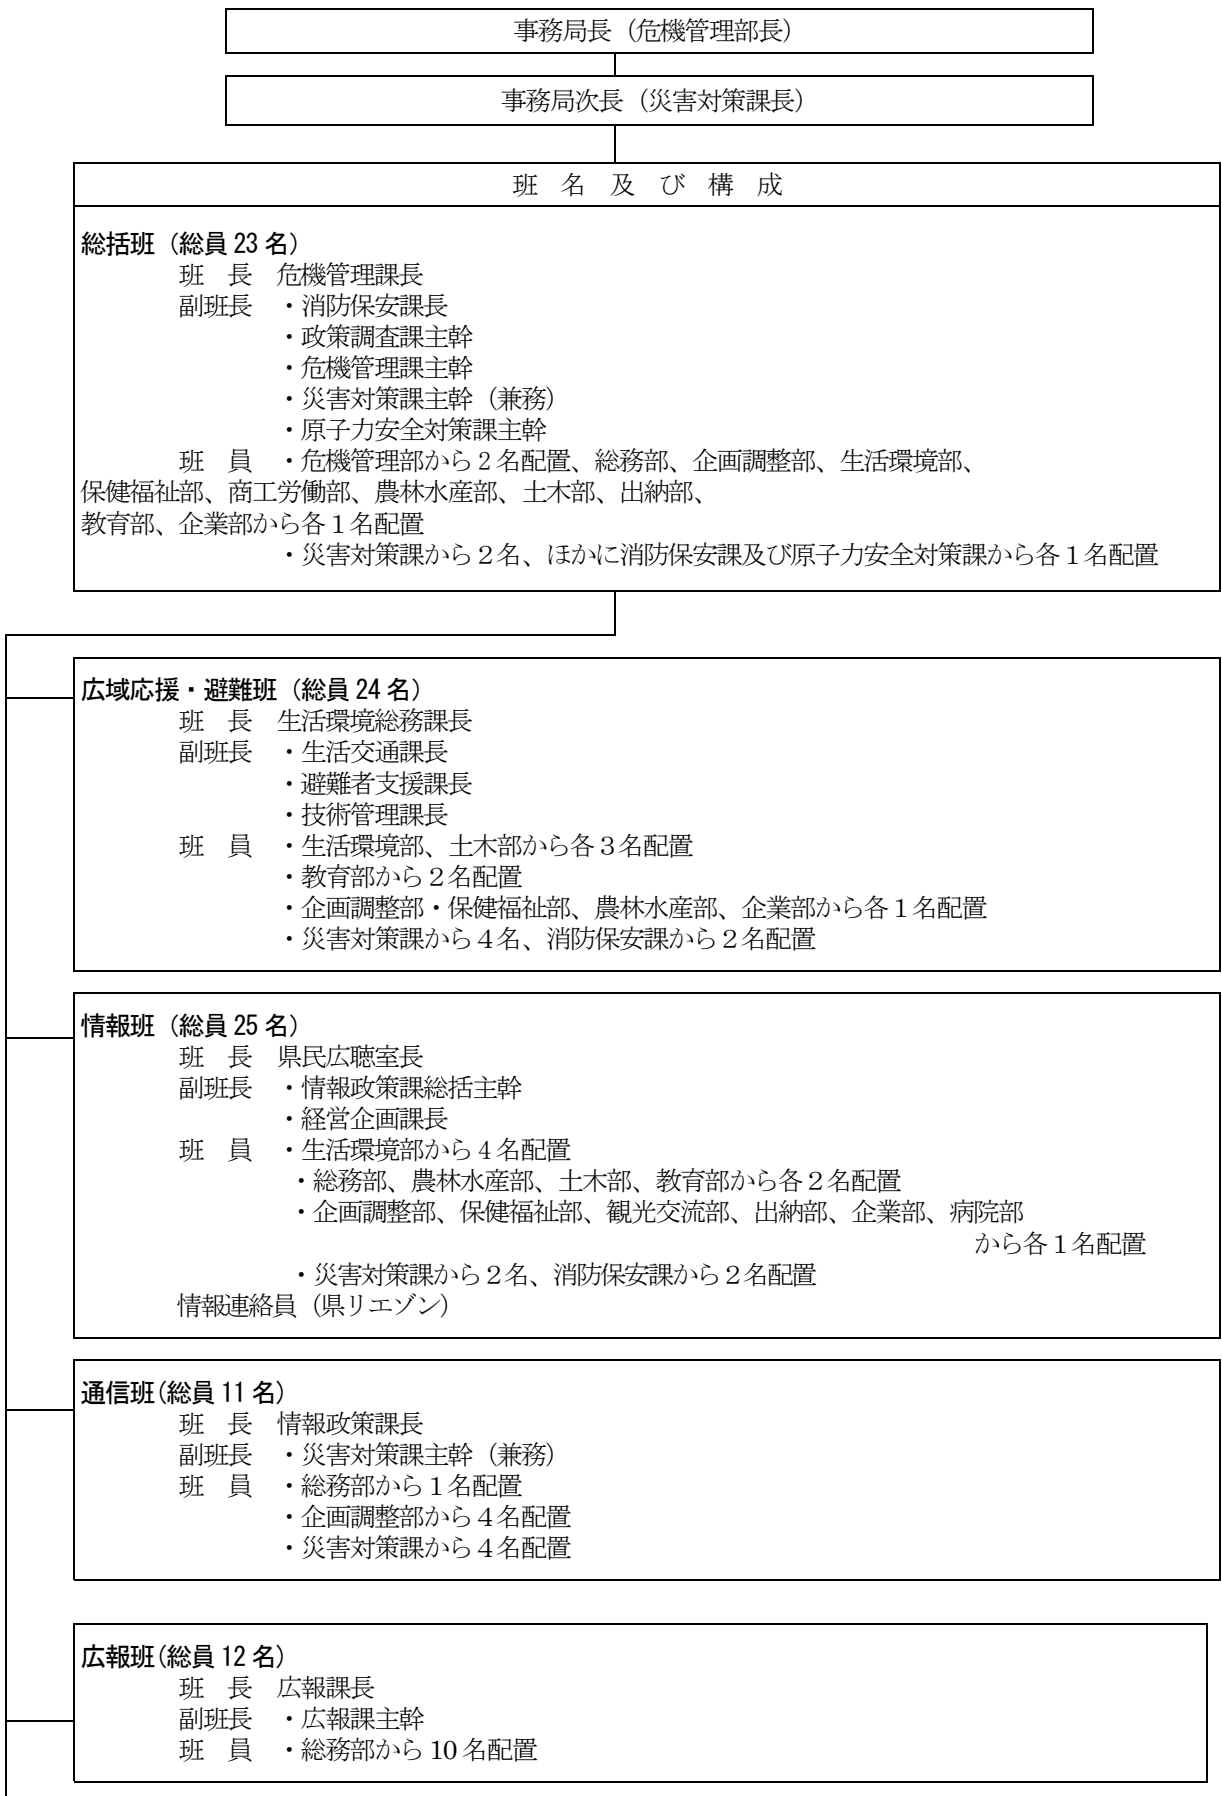 事務局長（危機管理部長）
事務局次長（災害対策課長）
班　名　及　び　構　成
総括班（総員 23 名）
班　長　危機管理課長
副班長　・消防保安課長
・政策調査課主幹
・危機管理課主幹
・災害対策課主幹（兼務）
・原子力安全対策課主幹
班　員　・危機管理部から２名配置、総務部、企画調整部、生活環境部、
保健福祉部、商工労働部、農林水産部、土木部、出納部、
教育部、企業部から各１名配置
・災害対策課から２名、ほかに消防保安課及び原子力安全対策課から各１名配置
広域応援・避難班（総員 24 名）
班　長　生活環境総務課長
副班長　・生活交通課長
・避難者支援課長
・技術管理課長
班　員　・生活環境部、土木部から各３名配置
・教育部から２名配置
・企画調整部・保健福祉部、農林水産部、企業部から各１名配置
・災害対策課から４名、消防保安課から２名配置
情報班（総員 25 名）
班　長　県民広聴室長
副班長　・情報政策課総括主幹
・経営企画課長
班　員　・生活環境部から４名配置
・総務部、農林水産部、土木部、教育部から各２名配置
・企画調整部、保健福祉部、観光交流部、出納部、企業部、病院部
から各１名配置
・災害対策課から２名、消防保安課から２名配置
情報連絡員（県リエゾン）
通信班(総員 11 名)
班　長　情報政策課長
副班長　・災害対策課主幹（兼務）
班　員　・総務部から１名配置
・企画調整部から４名配置
・災害対策課から４名配置
広報班(総員 12 名)
班　長　広報課長
副班長　・広報課主幹
班　員　・総務部から 10 名配置